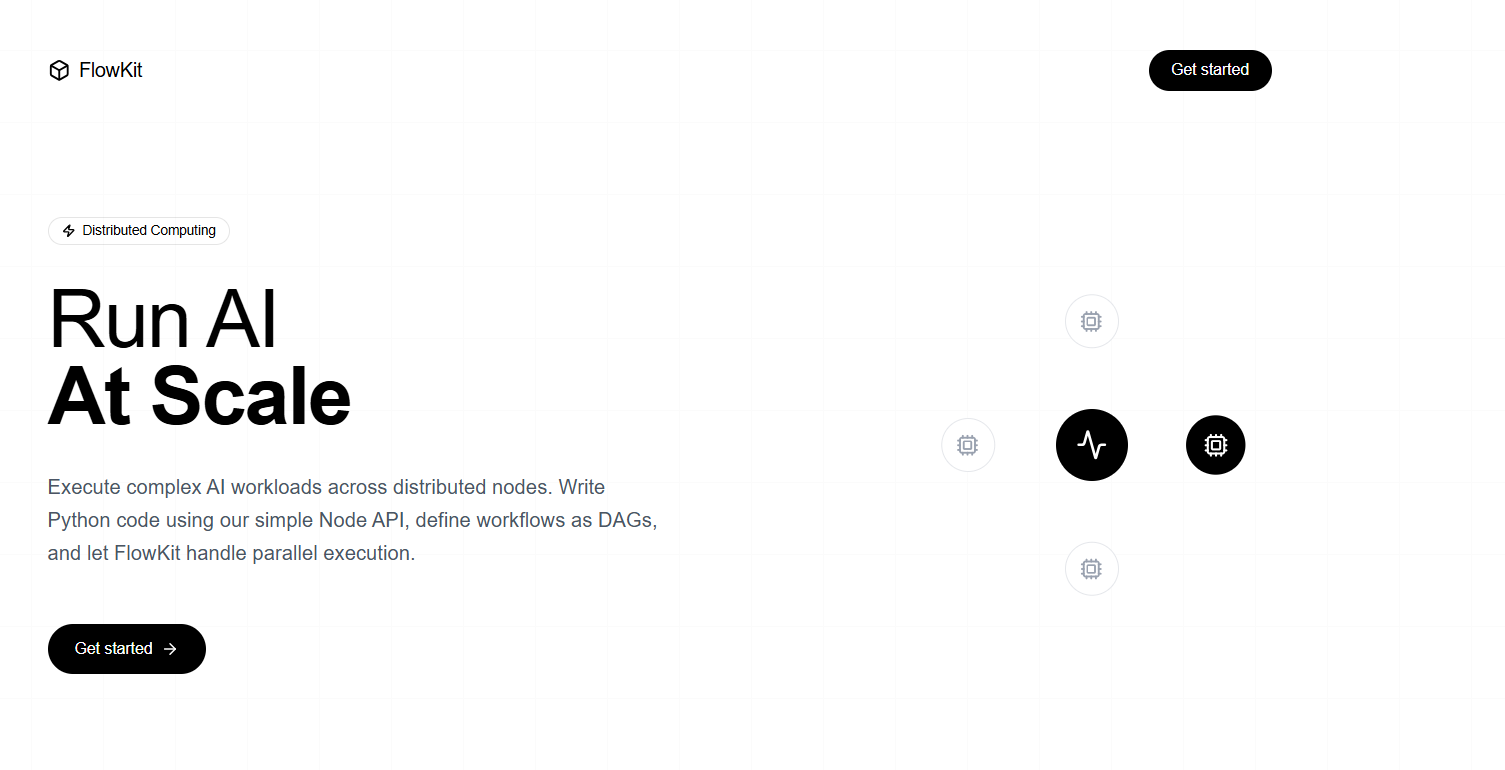 FlowKit
Get started
Distributed Computing
Run AI
At Scale
Execute complex AI workloads across distributed nodes. Write
Python code using our simple Node API, define workflows as DAGs,
and let FlowKit handle parallel execution.
Get started